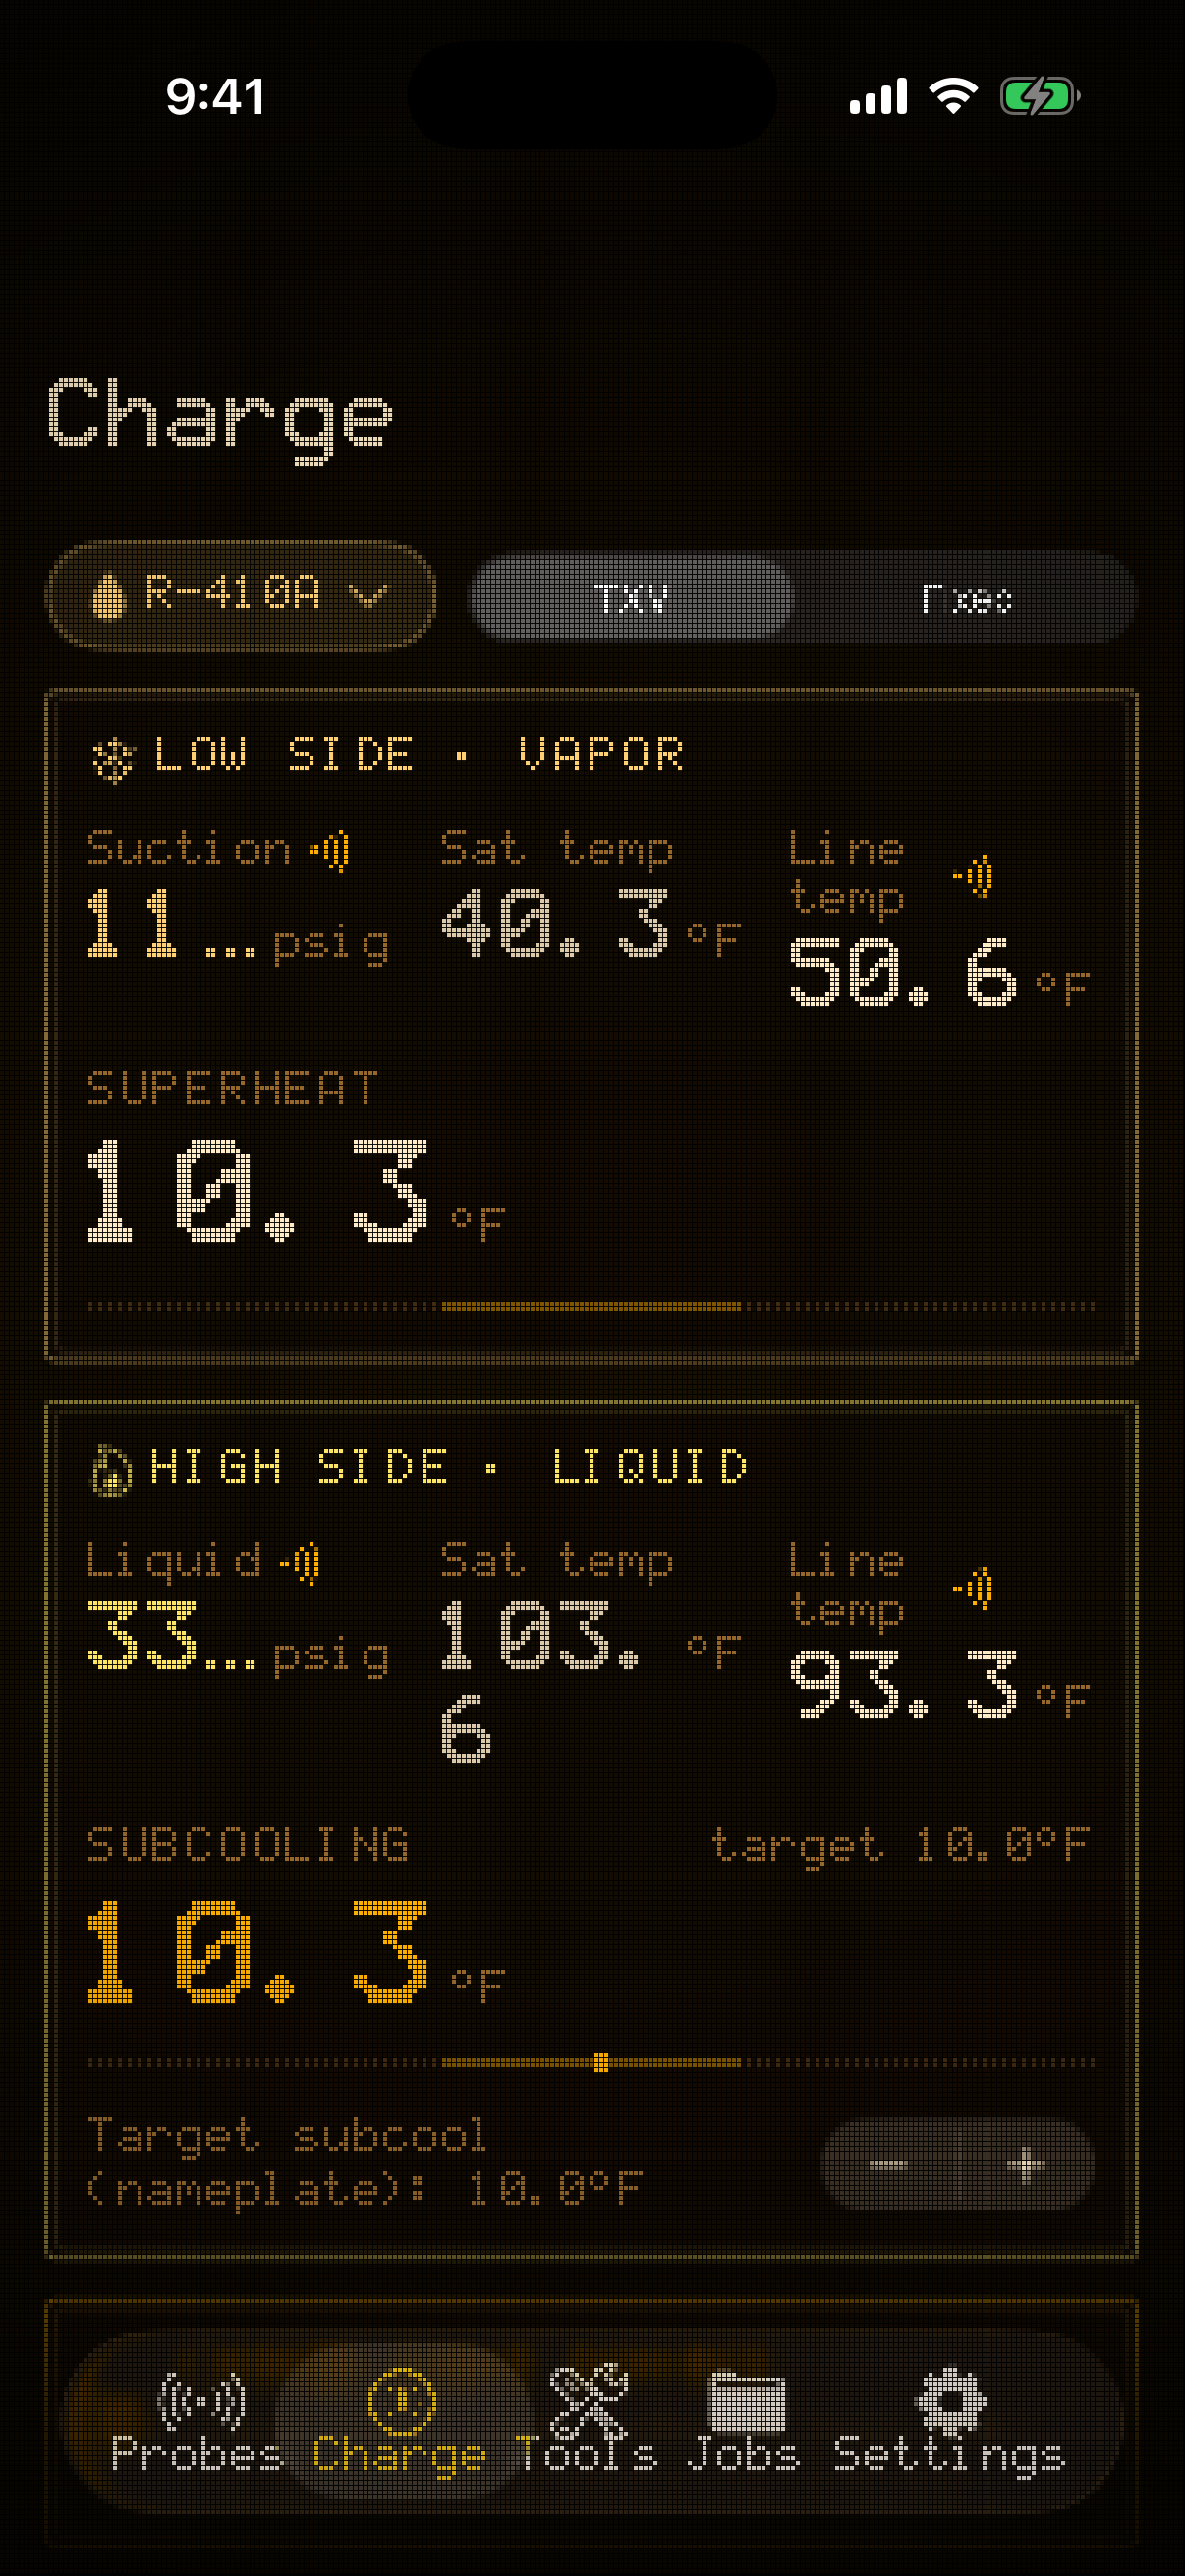 9:41
Charge
R-410A TXV
LOW SIDE · VAPOR
Suction Sat temp Line temp
11... psig 40.3 °F 50.6 °F
SUPERHEAT
10.3 °F
HIGH SIDE · LIQUID
Liquid Sat temp Line temp
33... psig 103.6 °F 93.3 °F
SUBCOOLING target 10.0°F
10.3 °F
Target subcool
(nameplate): 10.0°F
− +
Probes Charge Tools Jobs Settings